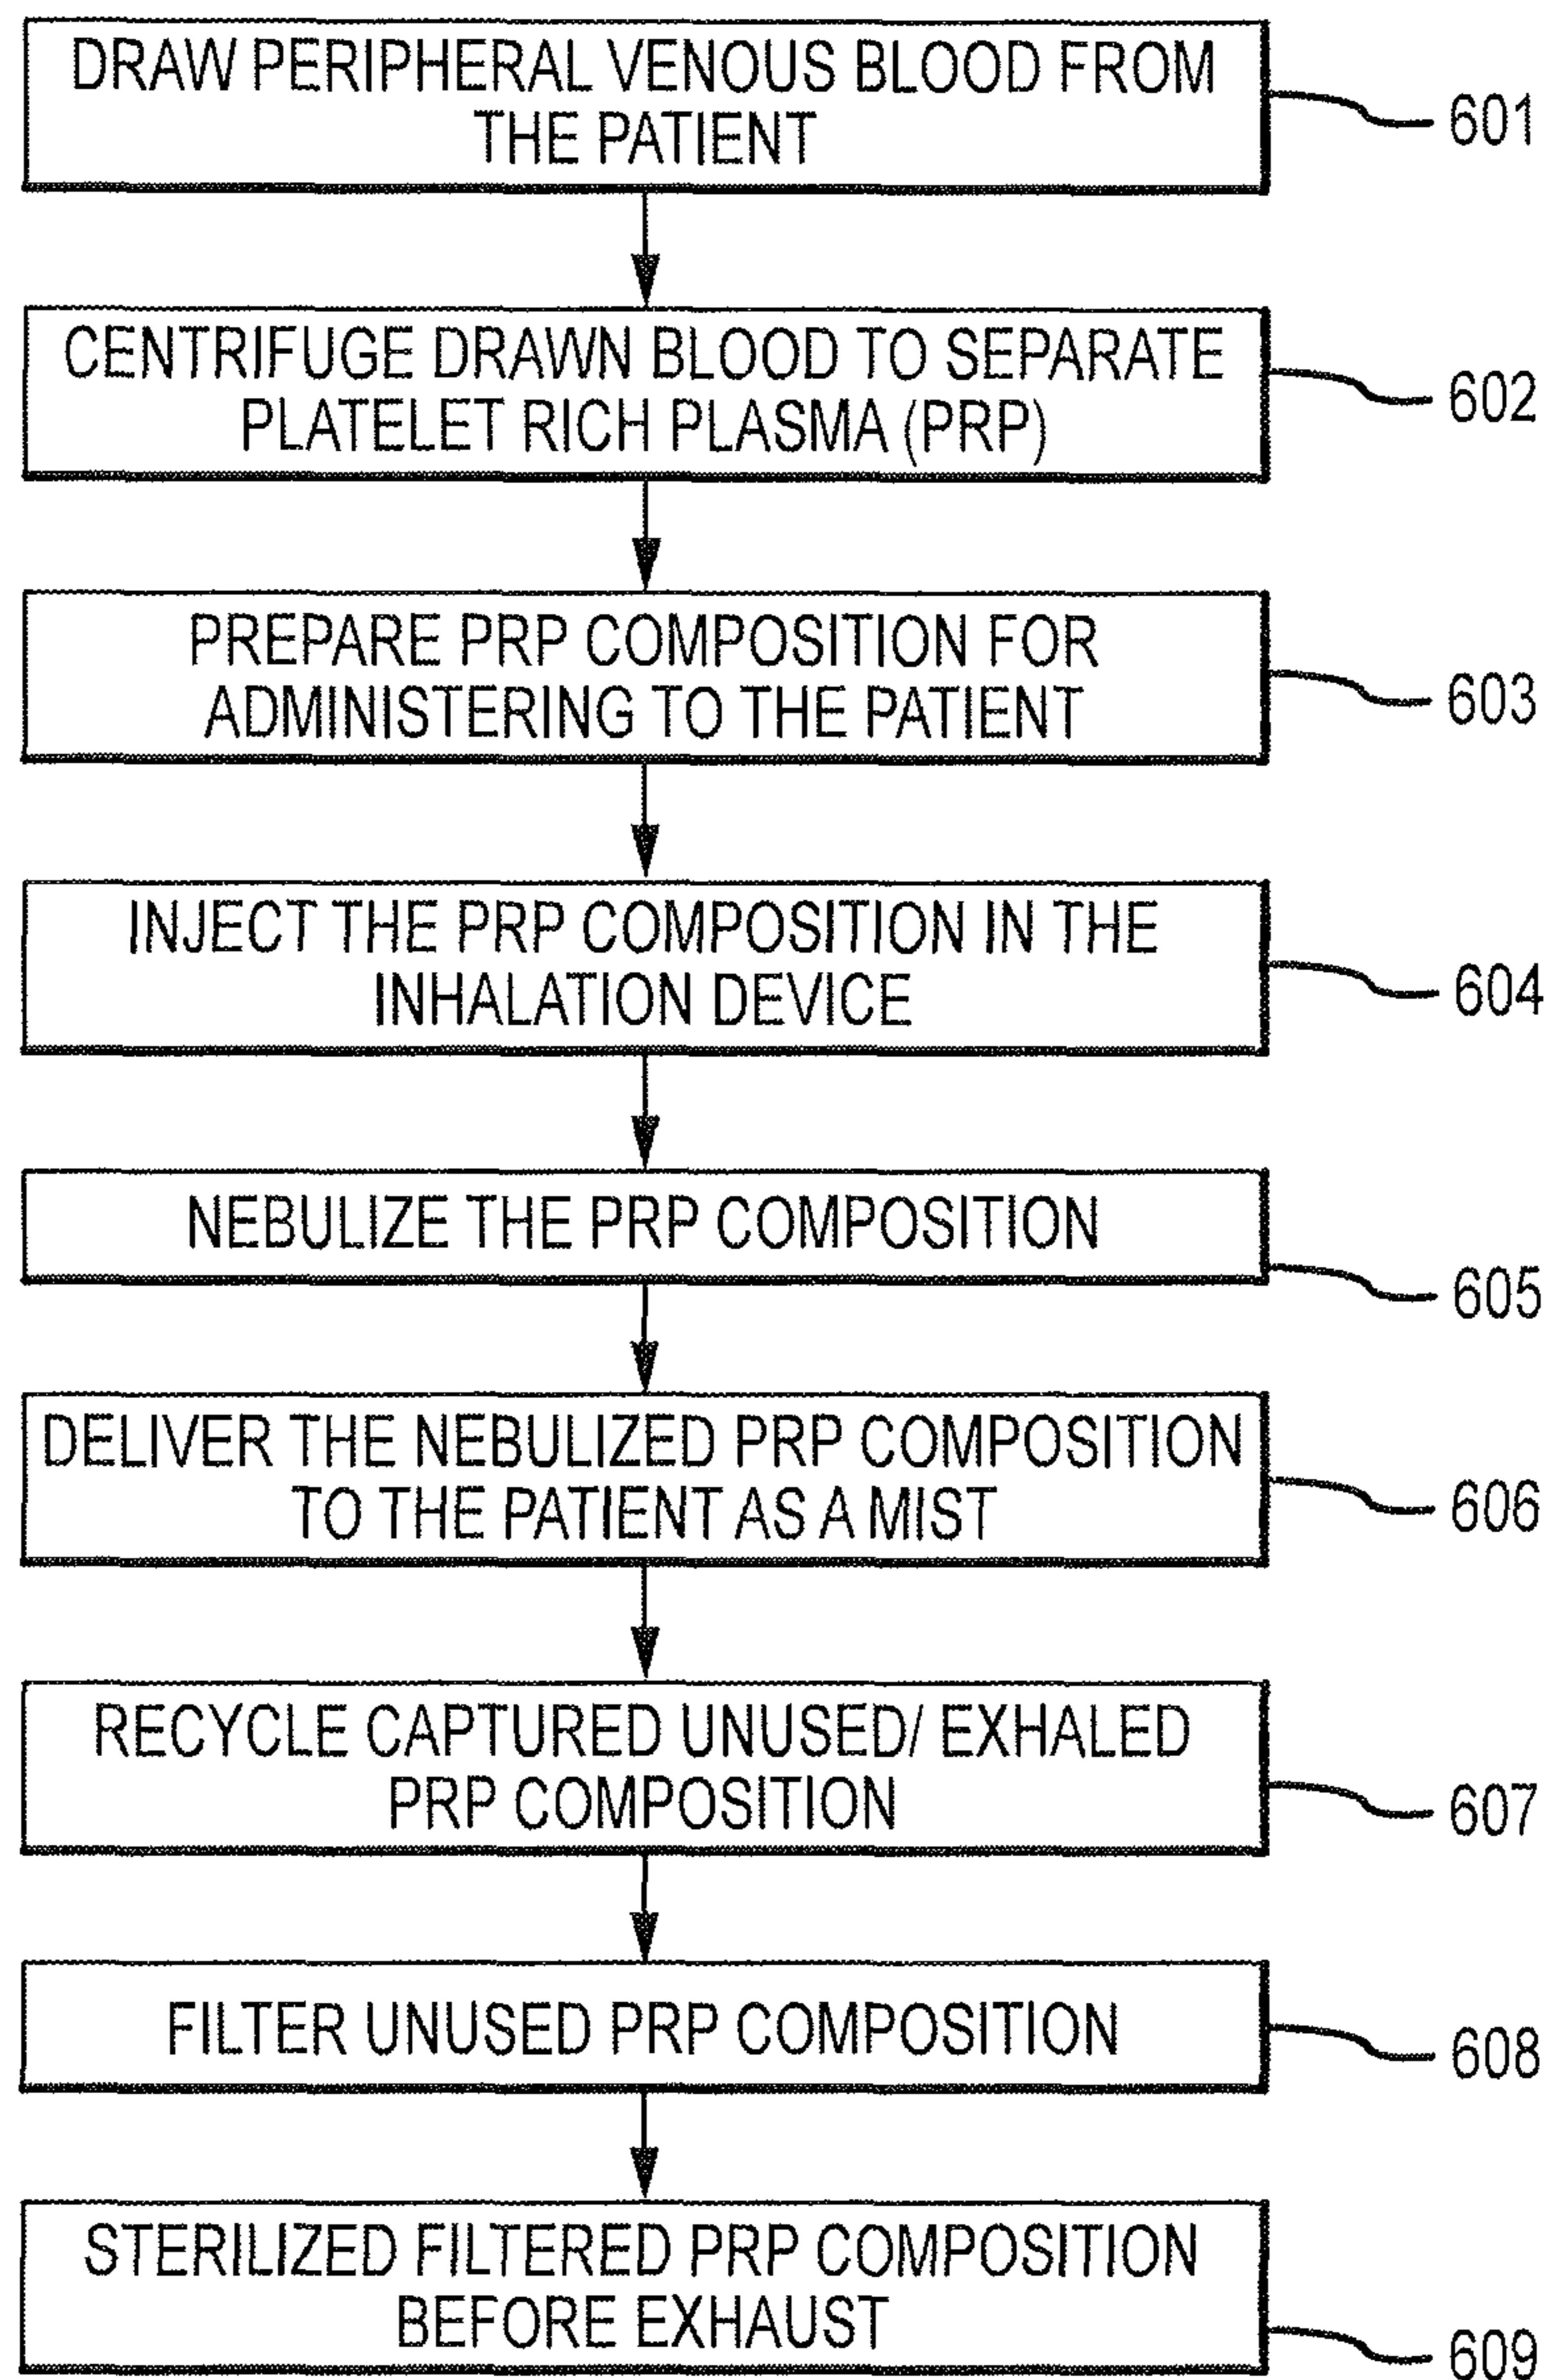 DRAW PERIPHERAL VENOUS BLOOD FROM
THE PATIENT
601
CENTRIFUGE DRAWN BLOOD TO SEPARATE
PLATELET RICH PLASMA (PRP)
602
PREPARE PRP COMPOSITION FOR
ADMINISTERING TO THE PATIENT
603
INJECT THE PRP COMPOSITION IN THE
INHALATION DEVICE
604
NEBULIZE THE PRP COMPOSITION
605
DELIVER THE NEBULIZED PRP COMPOSITION
TO THE PATIENT AS A MIST
606
RECYCLE CAPTURED UNUSED/ EXHALED
PRP COMPOSITION
607
FILTER UNUSED PRP COMPOSITION
608
STERILIZED FILTERED PRP COMPOSITION
BEFORE EXHAUST
609